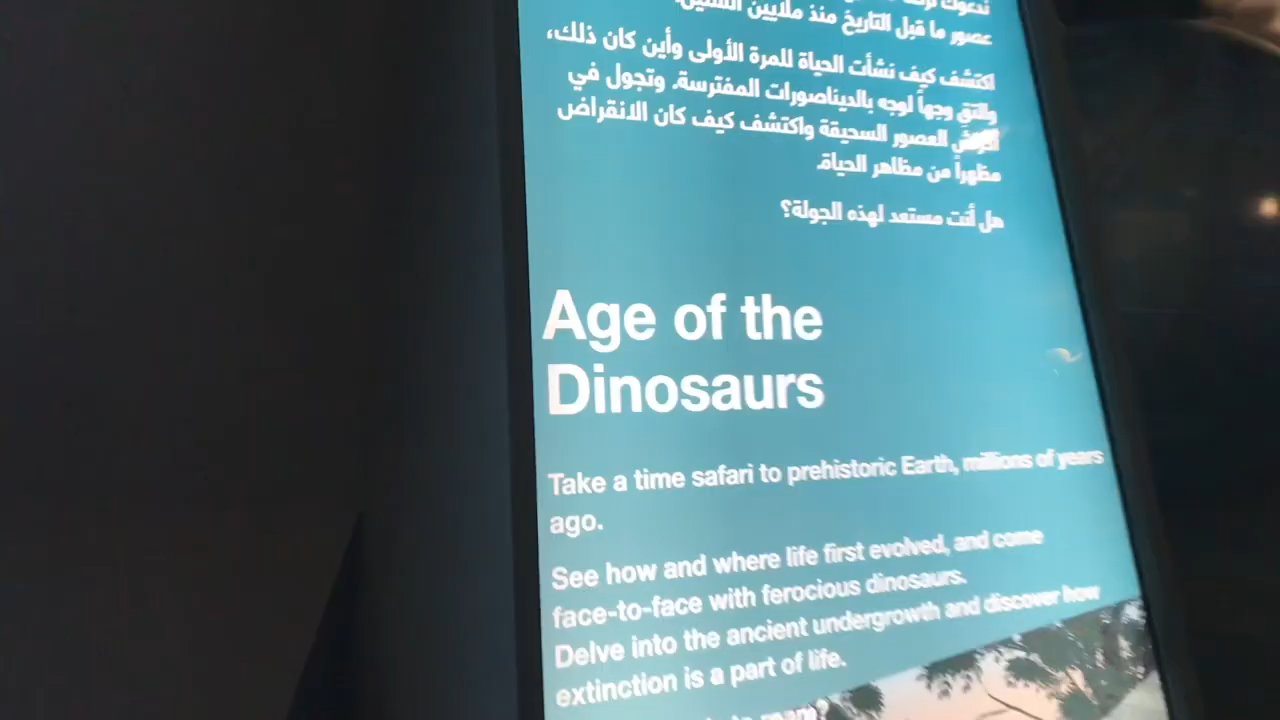 عصور ما قبل التاريخ منذ ملايين السنين.
اكتشف كيف نشأت الحياة للمرة الأولى وأين كان ذلك،
والتقِ وجهاً لوجه بالديناصورات المفترسة. وتجول في
العصور السحيقة واكتشف كيف كان الانقراض
مظهراً من مظاهر الحياة.
هل أنت مستعد لهذه الجولة؟
Age of the
Dinosaurs
Take a time safari to prehistoric Earth, millions of years
ago.
See how and where life first evolved, and come
face-to-face with ferocious dinosaurs.
Delve into the ancient undergrowth and discover how
extinction is a part of life.